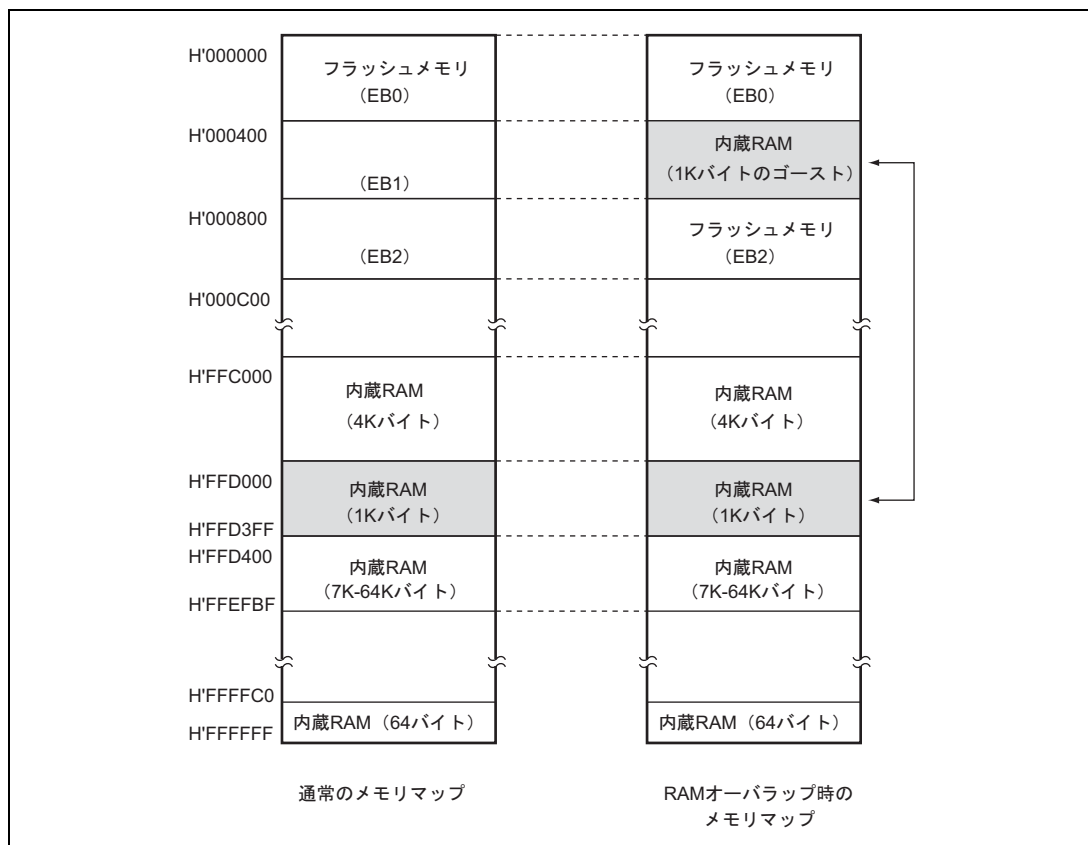 H'000000
フラッシュメモリ
(EB0)
フラッシュメモリ
(EB0)
H'000400
(EB1)
内蔵RAM
(1Kバイトのゴースト)
H'000800
(EB2)
フラッシュメモリ
(EB2)
H'000C00
H'FFC000
内蔵RAM
(4Kバイト)
内蔵RAM
(4Kバイト)
H'FFD000
内蔵RAM
(1Kバイト)
内蔵RAM
(1Kバイト)
H'FFD3FF
H'FFD400
内蔵RAM
(7K-64Kバイト)
内蔵RAM
(7K-64Kバイト)
H'FFEFBF
H'FFFFC0
内蔵RAM(64バイト)
内蔵RAM(64バイト)
H'FFFFFF
通常のメモリマップ
RAMオーバラップ時の
メモリマップ